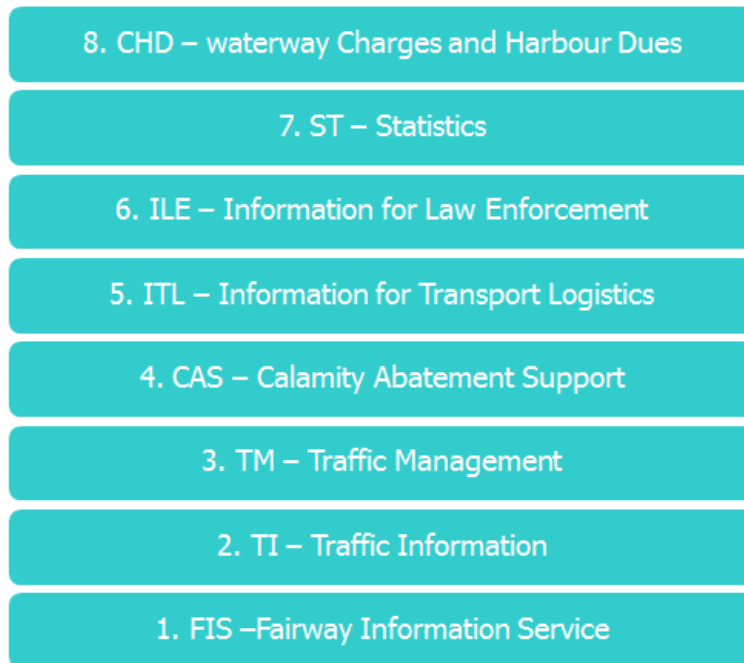 8. CHD – waterway Charges and Harbour Dues
7. ST – Statistics
6. ILE – Information for Law Enforcement
5. ITL – Information for Transport Logistics
4. CAS – Calamity Abatement Support
3. TM – Traffic Management
2. TI – Traffic Information
1. FIS –Fairway Information Service